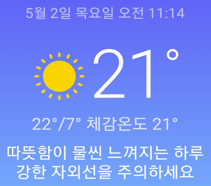 5월 2일 목요일 오전 11:14
21°
22°/7° 체감온도 21°
따뜻함이 물씬 느껴지는 하루
강한 자외선을 주의하세요